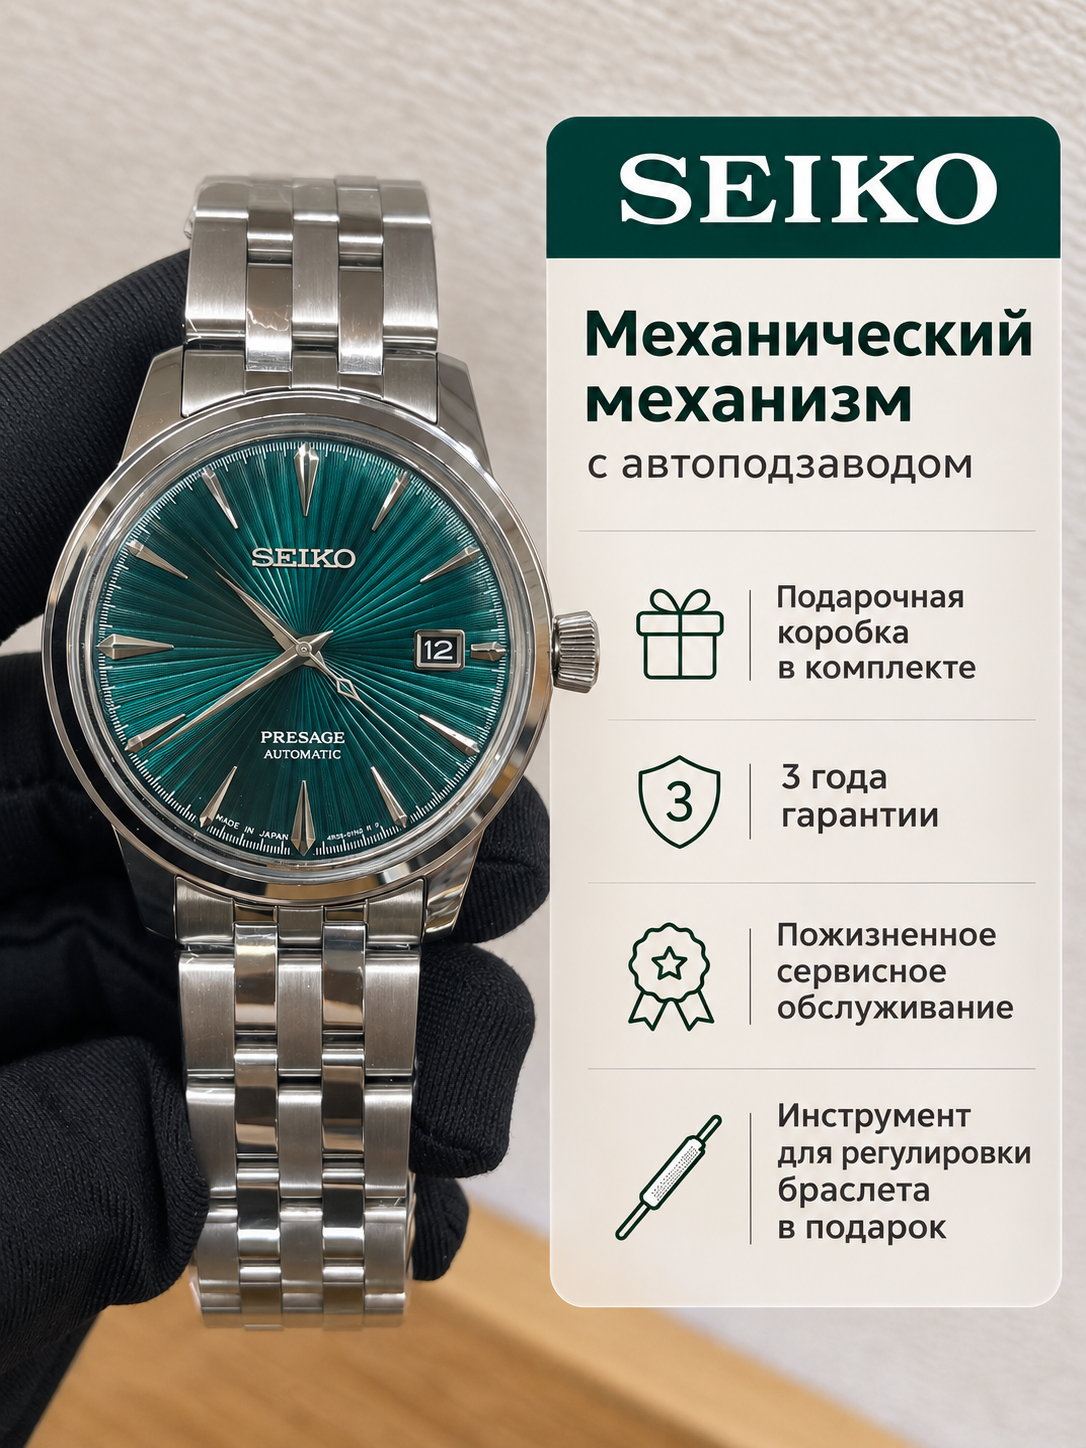 SEIKO
Механический
механизм
с автоподзаводом
Подарочная
коробка
в комплекте
3
3 года
гарантии
Пожизненное
сервисное
обслуживание
Инструмент
для регулировки
браслета
в подарок
SEIKO
12
PRESAGE
AUTOMATIC
MADE IN JAPAN